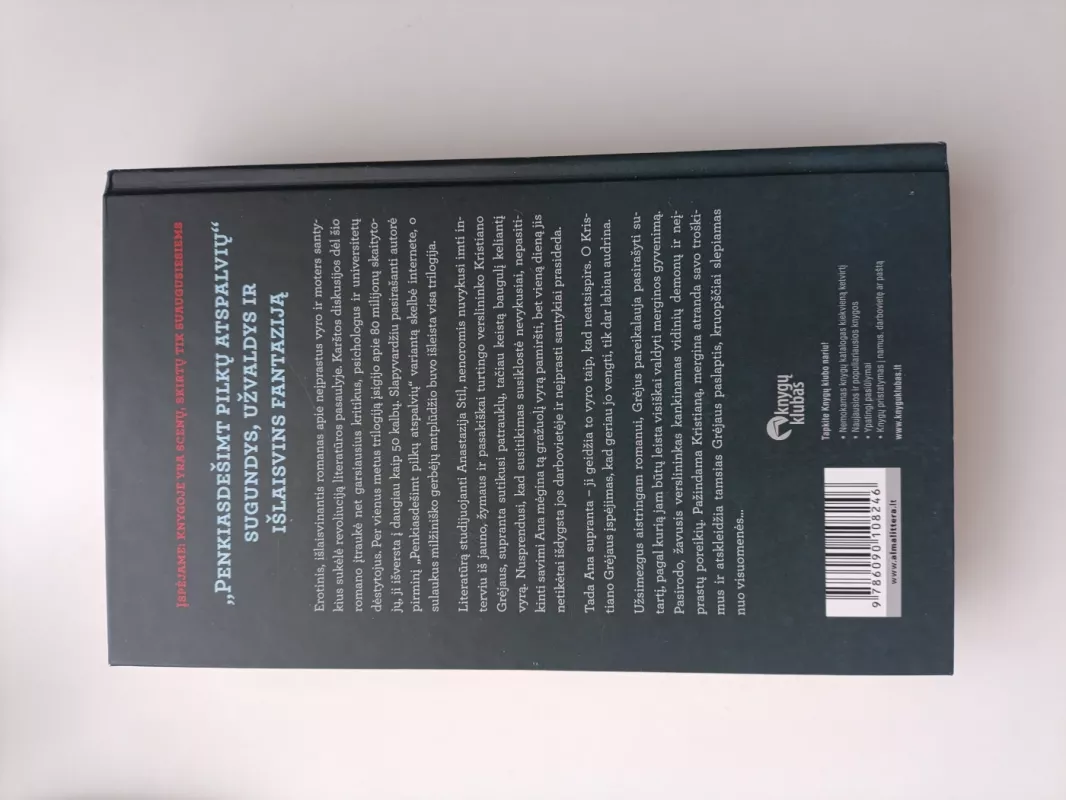 ĮSPĖJAME: KNYGOJE YRA SCENŲ, SKIRTŲ TIK SUAUGUSIESIEMS
„PENKIASDEŠIMT PILKŲ ATSPALVIŲ“
SUGUNDYS, UŽVALDYS IR
IŠLAISVINS FANTAZIJĄ
Erotinis, išlaisvinantis romanas apie neįprastus vyro ir moters santy-
kius sukėlė revoliuciją literatūros pasaulyje. Karštos diskusijos dėl šio
romano įtraukė net garsiausius kritikus, psichologus ir universitetų
dėstytojus. Per vienus metus trilogiją įsigijo apie 80 milijonų skaityto-
jų, ji išversta į daugiau kaip 50 kalbų. Slapyvardžiu pasirašanti autorė
pirminį „Penkiasdešimt pilkų atspalvių“ variantą skelbė internete, o
sulaukus milžiniško gerbėjų antplūdžio buvo išleista visa trilogija.
Literatūrą studijuojanti Anastazija Stil, nenoromis nuvykusi imti in-
terviu iš jauno, žymaus ir pasakiškai turtingo verslininko Kristiano
Grėjaus, supranta sutikusi patrauklų, tačiau keistą baugulį keliantį
vyrą. Nusprendusi, kad susitikimas susiklostė nevykusiai, nepasiti-
kinti savimi Ana mėgina tą gražuolį vyrą pamiršti, bet vieną dieną jis
netikėtai išdygsta jos darbovietėje ir neįprasti santykiai prasideda.
Tada Ana supranta – ji geidžia to vyro taip, kad neatsispirs. O Kris-
tiano Grėjaus įspėjimas, kad geriau jo vengti, tik dar labiau audrina.
Užsimezgus aistringam romanui, Grėjus pareikalauja pasirašyti su-
tartį, pagal kurią jam būtų leista visiškai valdyti merginos gyvenimą.
Pasirodo, žavusis verslininkas kankinamas vidinių demonų ir neį-
prastų poreikių. Pažindama Kristianą, mergina atranda savo troški-
mus ir atskleidžia tamsias Grėjaus paslaptis, kruopščiai slepiamas
nuo visuomenės...
knygų
klubas
Tapkite Knygų klubo nariu!
• Nemokamas knygų katalogas kiekvieną ketvirtį
• Naujausios ir populiariausios knygos
• Ypatingi pasiūlymai
• Knygų pristatymas į namus, darbovietę ar paštą
www.knyguklubas.lt
9 786090 108246
www.almalittera.lt